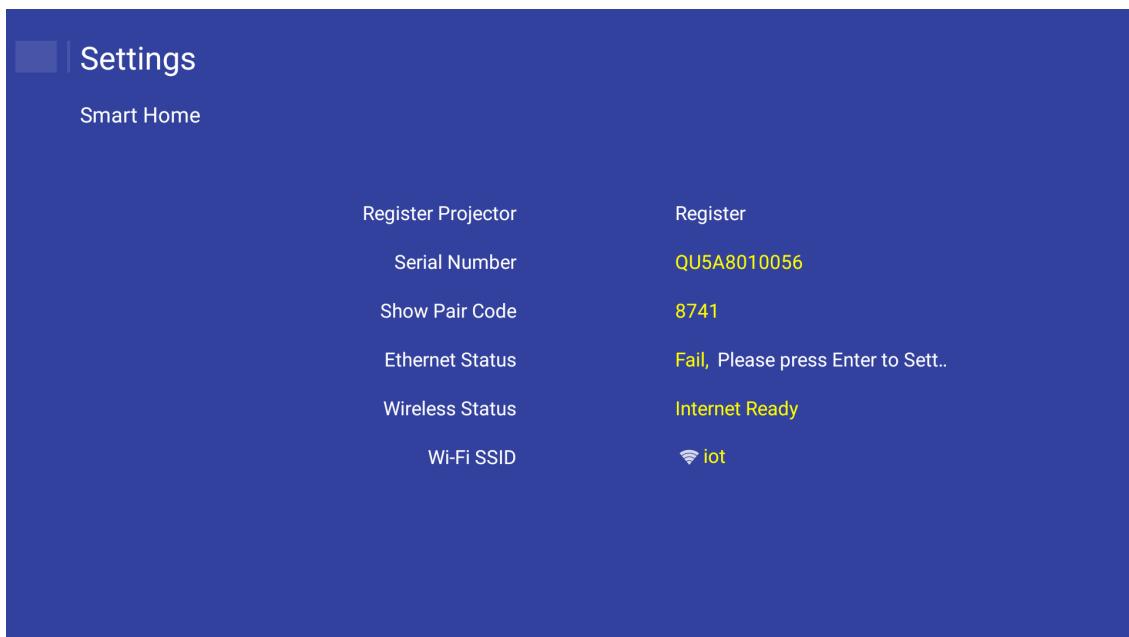 Settings
Smart Home
Register Projector Register
Serial Number QU5A8010056
Show Pair Code 8741
Ethernet Status Fail, Please press Enter to Sett..
Wireless Status Internet Ready
Wi-Fi SSID iot